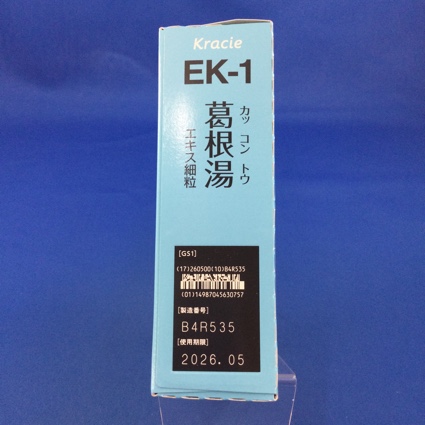 Kracie
EK-1
葛根湯
カッ コン トウ
エキス細粒
[GS1]
(17)260500(10)B4R535
(01)14987045630757
[製造番号]
B4R535
[使用期限]
2026.05